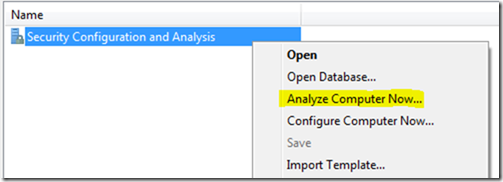 Name
Security Configuration and Analysis
Open
Open Database...
Analyze Computer Now...
Configure Computer Now...
Save
Import Template...